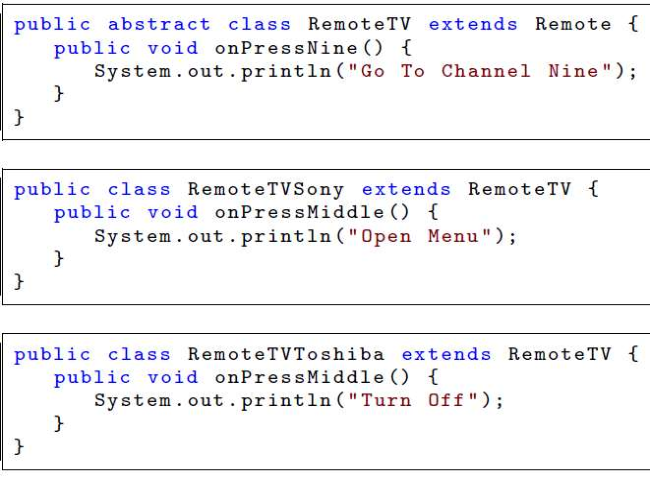 public abstract class RemoteTV extends Remote {
   public void onPressNine() {
      System.out.println("Go To Channel Nine");
   }
}
public class RemoteTVSony extends RemoteTV {
   public void onPressMiddle() {
      System.out.println("Open Menu");
   }
}
public class RemoteTVToshiba extends RemoteTV {
   public void onPressMiddle() {
      System.out.println("Turn Off");
   }
}